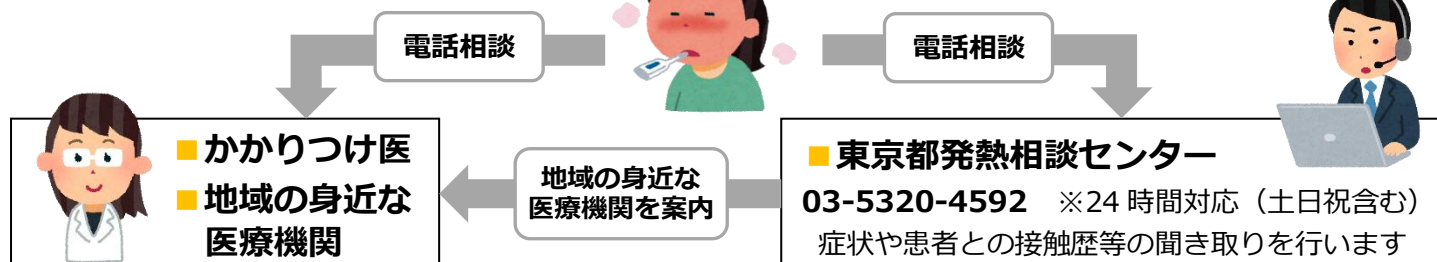 電話相談
電話相談
■かかりつけ医
■地域の身近な
医療機関
地域の身近な
医療機関を案内
■東京都発熱相談センター
03-5320-4592 ※24 時間対応（土日祝含む）
症状や患者との接触歴等の聞き取りを行います